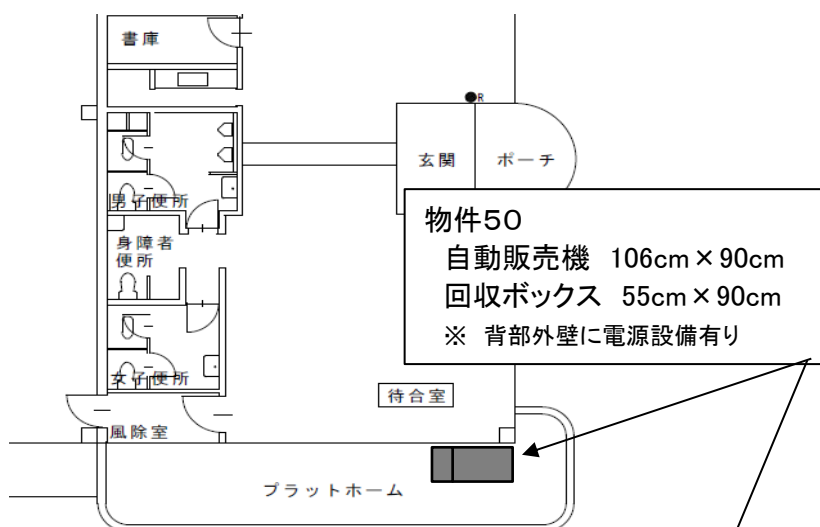 書庫
R
玄関
ポーチ
男子便所
物件50
自動販売機 106cm×90cm
回収ボックス 55cm×90cm
※ 背部外壁に電源設備有り
身障者
便所
女子便所
待合室
風除室
プラットホーム